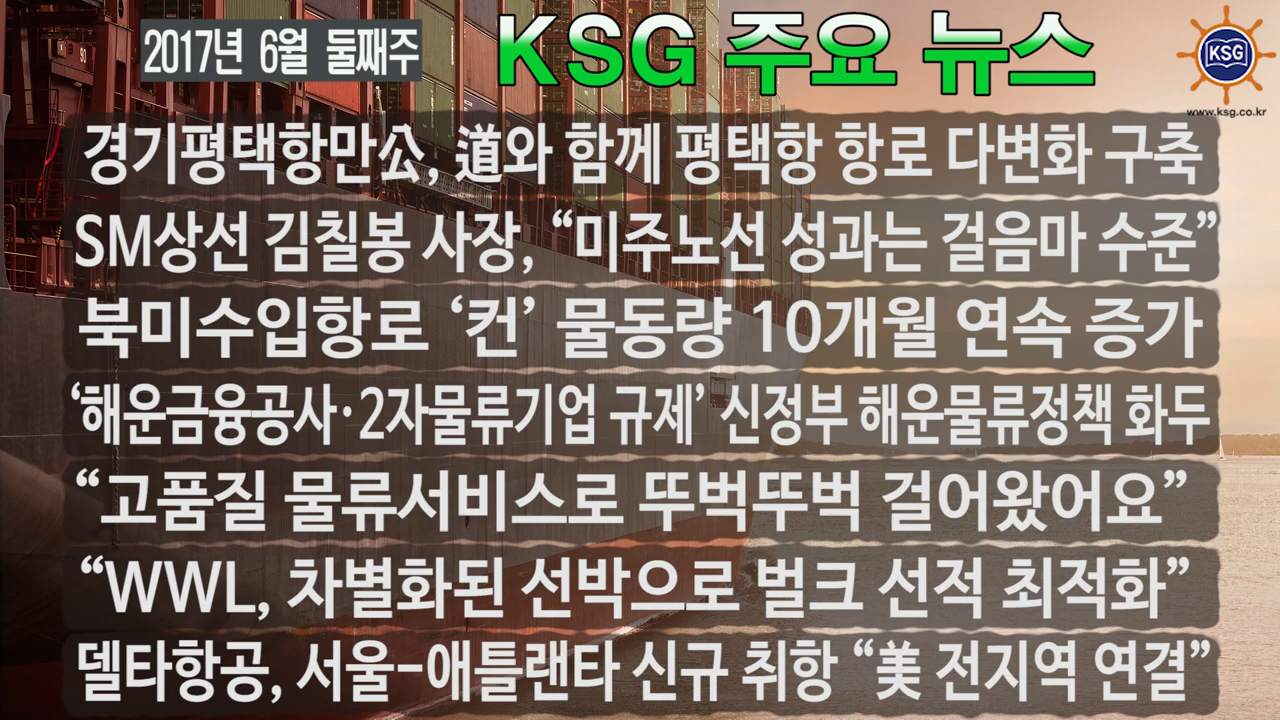 2017년 6월 둘째주
KSG 주요 뉴스
KSG
www.ksg.co.kr
경기평택항만公, 道와 함께 평택항 항로 다변화 구축
SM상선 김칠봉 사장, “미주노선 성과는 걸음마 수준”
북미수입항로 ‘컨’ 물동량 10개월 연속 증가
‘해운금융공사·2자물류기업 규제’ 신정부 해운물류정책 화두
“고품질 물류서비스로 뚜벅뚜벅 걸어왔어요”
“WWL, 차별화된 선박으로 벌크 선적 최적화”
델타항공, 서울-애틀랜타 신규 취항 “美 전지역 연결”